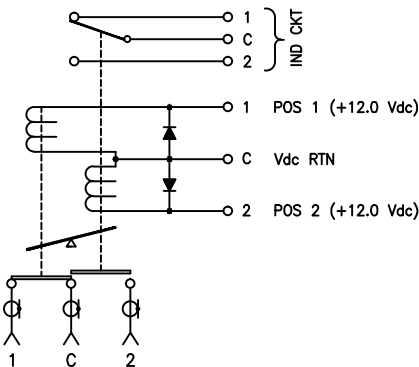 1
C
2
IND CKT
1 POS 1 (+12.0 Vdc)
C Vdc RTN
2 POS 2 (+12.0 Vdc)
1 C 2